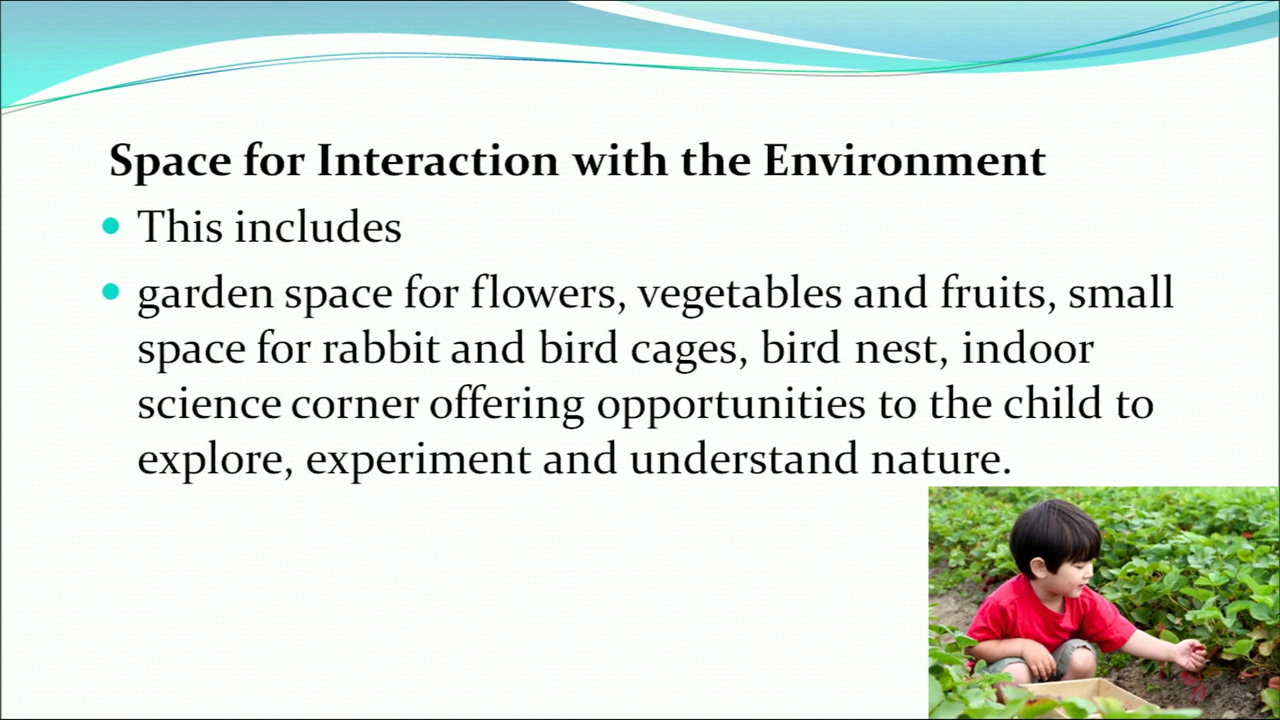 Space for Interaction with the Environment
This includes
garden space for flowers, vegetables and fruits, small
space for rabbit and bird cages, bird nest, indoor
science corner offering opportunities to the child to
explore, experiment and understand nature.